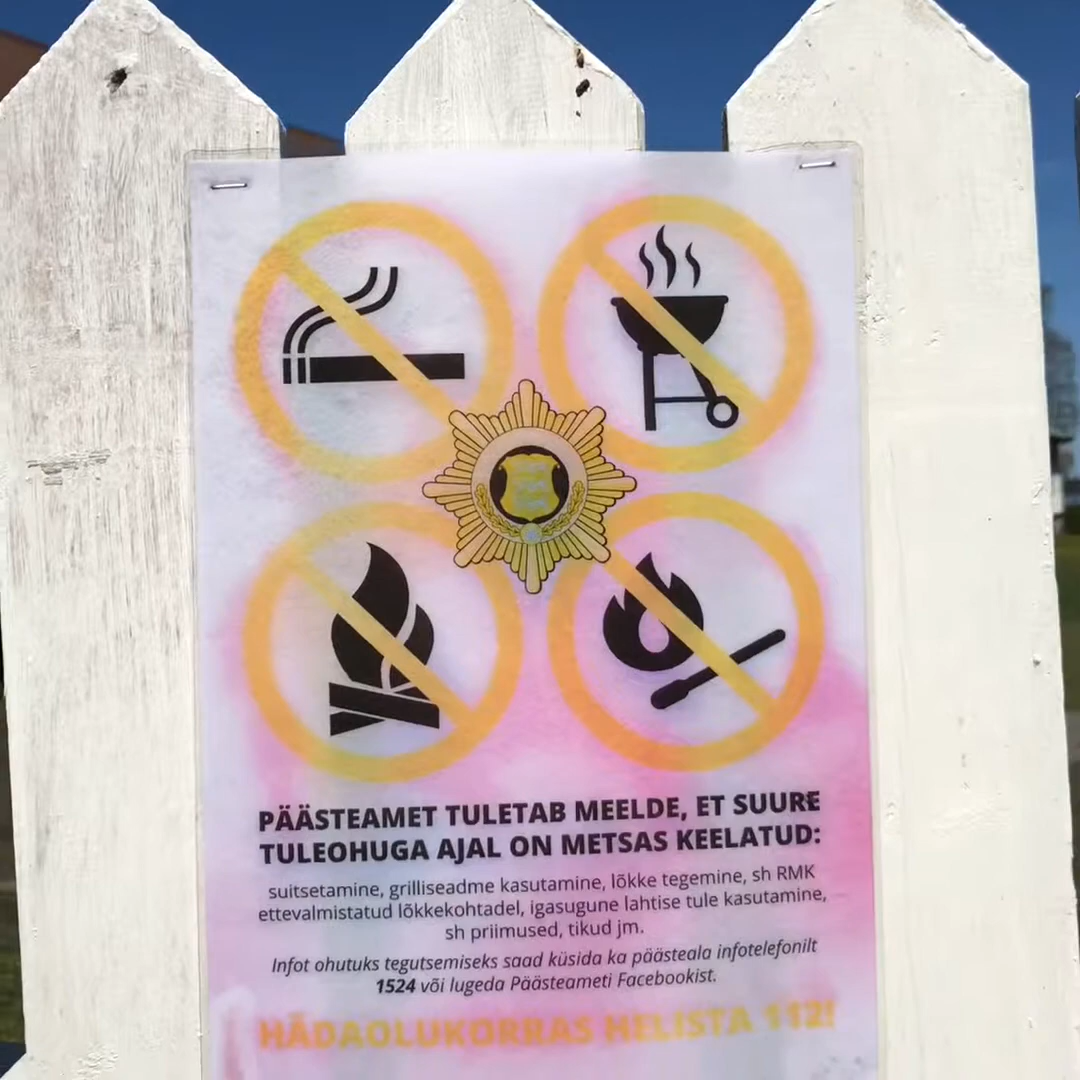 PÄÄSTEAMET TULETAB MEELDE, ET SUURE
TULEOHUGA AJAL ON METSAS KEELATUD:
suitsetamine, grilliseadme kasutamine, lõkke tegemine, sh RMK
ettevalmistatud lõkkekohtadel, igasugune lahtise tule kasutamine,
sh priimused, tikud jm.
Infot ohutuks tegutsemiseks saad küsida ka päästeala infotelefonilt
1524 või lugeda Päästeameti Facebookist.
HÄDAOLUKORRAS HELISTA 112!